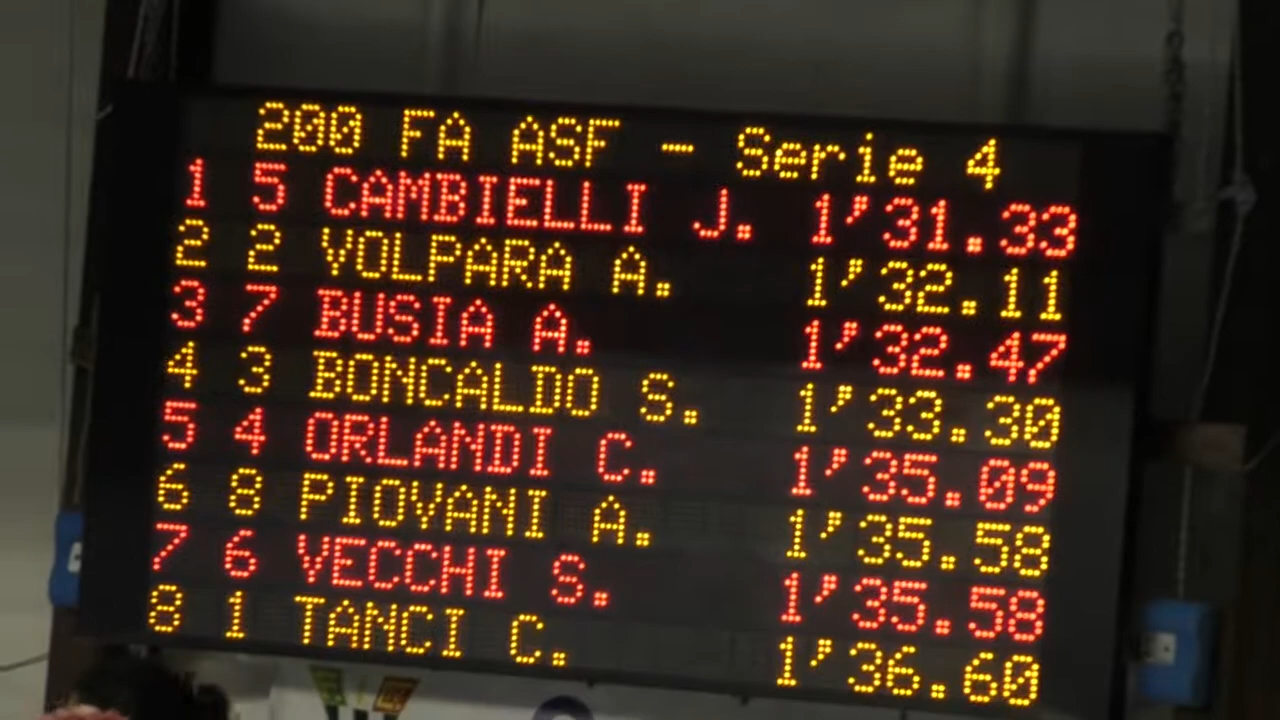 200 FA ASF - Serie 4
1 5 CAMBIELLI J. 1'31.33
2 2 VOLPARA A. 1'32.11
3 7 BUSIA A. 1'32.47
4 3 BONCALDO S. 1'33.30
5 4 ORLANDI C. 1'35.09
6 8 PIOVANI A. 1'35.58
7 6 VECCHI S. 1'35.58
8 1 TANCI C. 1'36.60